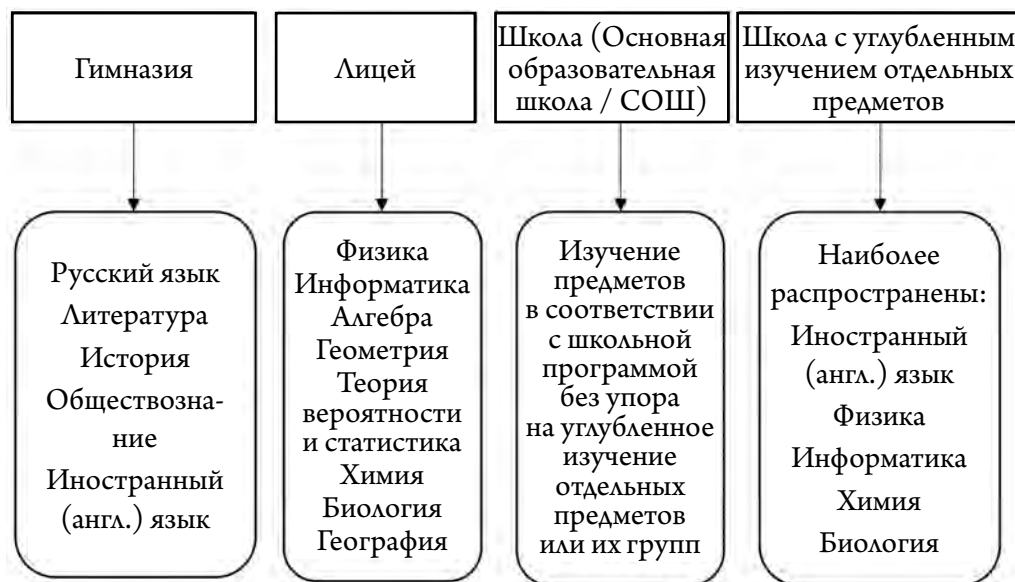 Гимназия
Лицей
Школа (Основная
образовательная
школа / СОШ)
Школа с углубленным
изучением отдельных
предметов
Русский язык
Литература
История
Обществозна-
ние
Иностранный
(англ.) язык
Физика
Информатика
Алгебра
Геометрия
Теория
вероятности
и статистика
Химия
Биология
География
Изучение
предметов
в соответствии
с школьной
программой
без упора
на углубленное
изучение
отдельных
предметов
или их групп
Наиболее
распространены:
Иностранный
(англ.) язык
Физика
Информатика
Химия
Биология